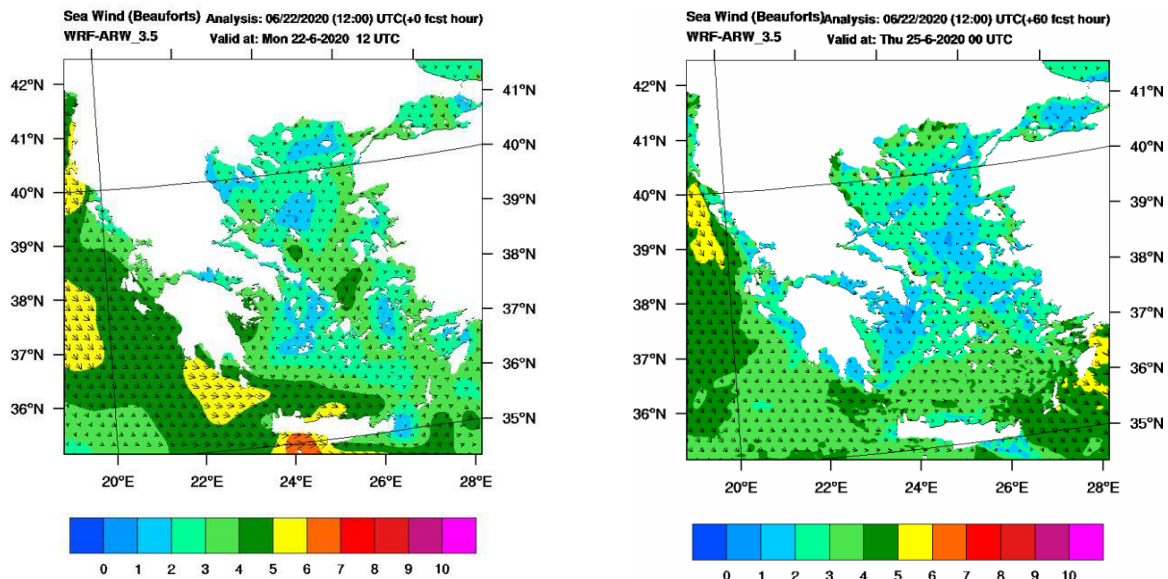 Sea Wind (Beauforts) Analysis: 06/22/2020 (12:00) UTC(+0 fcst hour)
WRF-ARW_3.5 Valid at: Mon 22-6-2020 12 UTC
42°N
41°N
40°N
39°N
38°N
37°N
36°N
41°N
40°N
39°N
38°N
37°N
36°N
35°N
20°E 22°E 24°E 26°E 28°E
0 1 2 3 4 5 6 7 8 9 10
Sea Wind (Beauforts) Analysis: 06/22/2020 (12:00) UTC(+60 fcst hour)
WRF-ARW_3.5 Valid at: Thu 25-6-2020 00 UTC
42°N
41°N
40°N
39°N
38°N
37°N
36°N
41°N
40°N
39°N
38°N
37°N
36°N
35°N
20°E 22°E 24°E 26°E 28°E
0 1 2 3 4 5 6 7 8 9 10